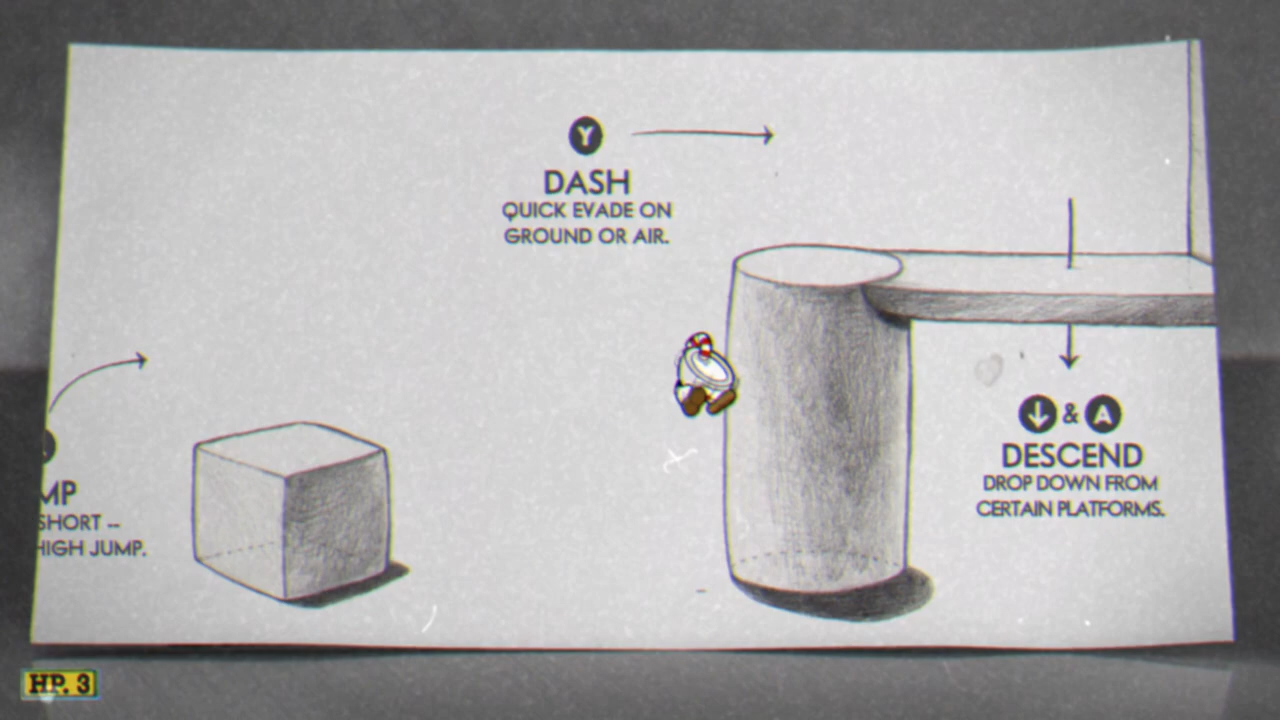 Y
DASH
QUICK EVADE ON
GROUND OR AIR.
MP
SHORT –
HIGH JUMP.
& A
DESCEND
DROP DOWN FROM
CERTAIN PLATFORMS.
HP. 3